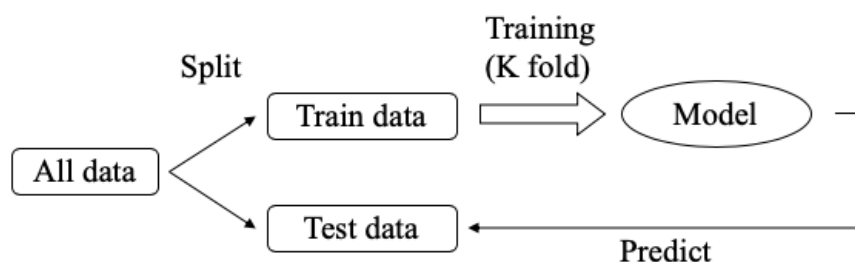 Training
(K fold)
Split
Train data
Model
All data
Test data
Predict